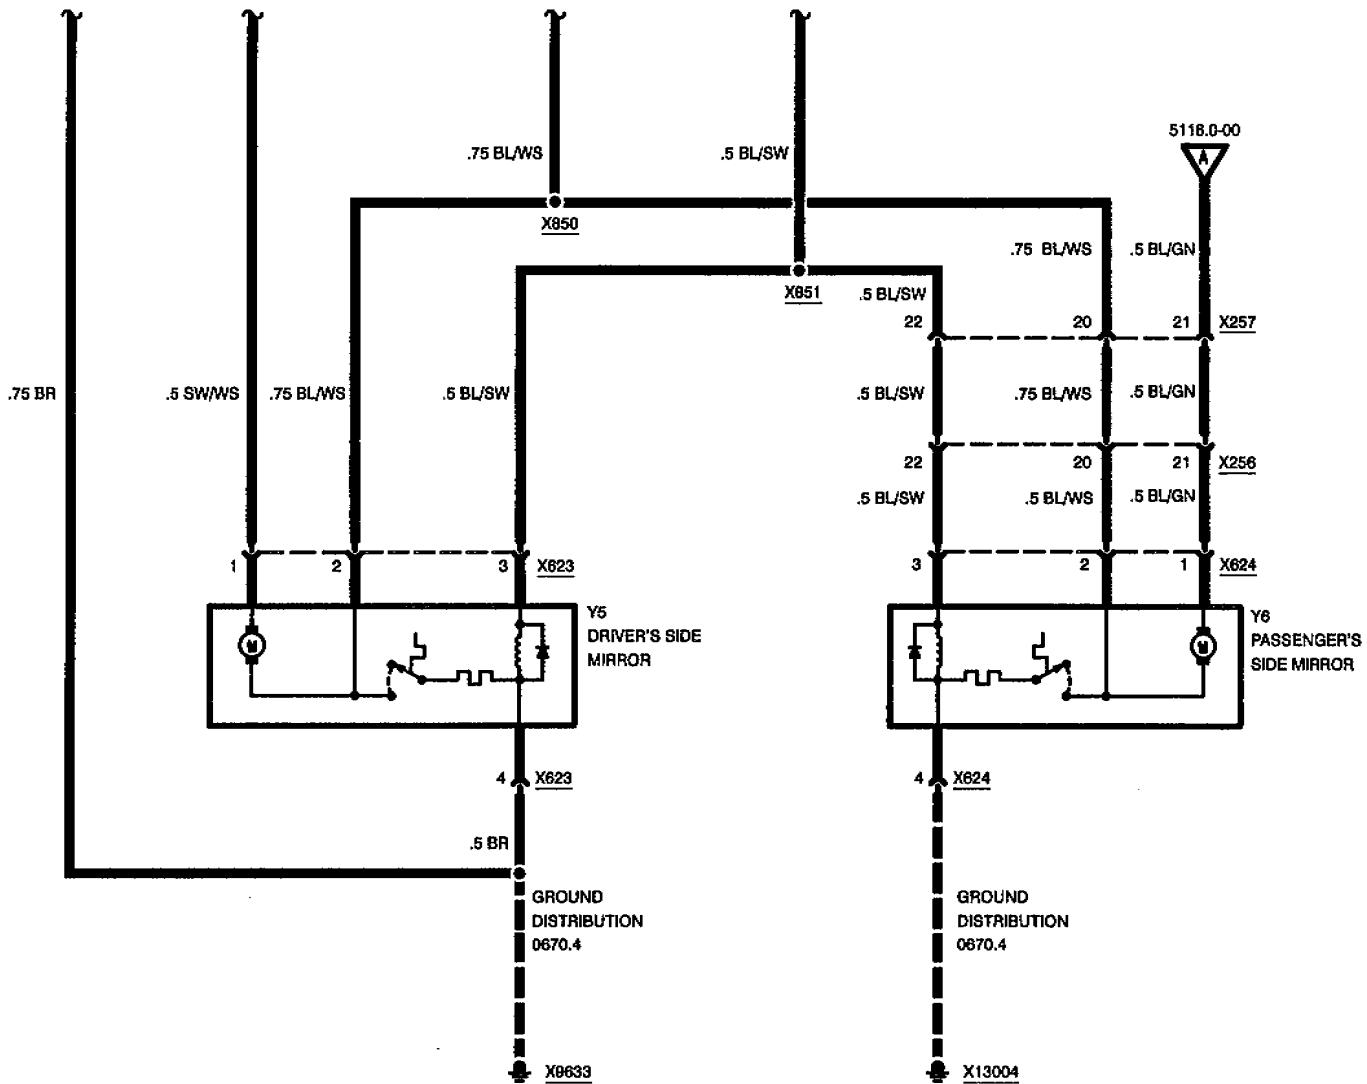 5118.0-00
A
.75 BL/WS
.5 BL/SW
X850
.75 BL/WS
.5 BL/GN
X851
.5 BL/SW
22
20
21
X257
.75 BR
.5 SW/WS
.75 BL/WS
.5 BL/SW
.5 BL/SW
.75 BL/WS
.5 BL/GN
22
20
21
X256
.5 BL/SW
.5 BL/WS
.5 BL/GN
1
2
3
X623
3
2
1
X624
Y5
DRIVER'S SIDE
MIRROR
M
Y6
PASSENGER'S
SIDE MIRROR
M
4
X623
4
X624
.5 BR
GROUND
DISTRIBUTION
0670.4
GROUND
DISTRIBUTION
0670.4
X9633
X13004